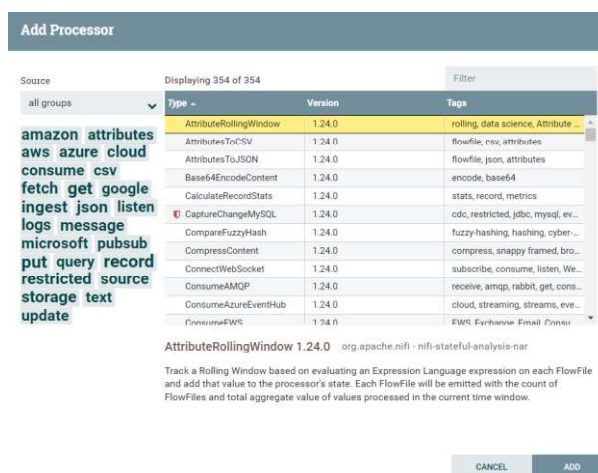 Add Processor
Source
Displaying 354 of 354
Filter
all groups
Type
Version
Tags
amazon attributes
aws azure cloud
consume csv
fetch get google
ingest json listen
logs message
microsoft pubsub
put query record
restricted source
storage text
update
AttributeRollingWindow 1.24.0 rolling, data science, Attribute ...
AttributesToCSV 1.24.0 flowfile, csv, attributes
AttributesToJSON 1.24.0 flowfile, json, attributes
Base64EncodeContent 1.24.0 encode, base64
CalculateRecordStats 1.24.0 stats, record, metrics
CaptureChangeMySQL 1.24.0 cdc, restricted, jdbc, mysql, ev...
CompareFuzzyHash 1.24.0 fuzzy-hashing, hashing, cyber-...
CompressContent 1.24.0 compress, snappy framed, bro...
ConnectWebSocket 1.24.0 subscribe, consume, listen, We...
ConsumeAMQP 1.24.0 receive, amqp, rabbit, get, cons...
ConsumeAzureEventHub 1.24.0 cloud, streaming, streams, eve...
ConsumeEWS 1.24.0 EWS, Exchange, Email, Consu...
AttributeRollingWindow 1.24.0 org.apache.nifi - nifi-stateful-analysis-nar
Track a Rolling Window based on evaluating an Expression Language expression on each FlowFile
and add that value to the processor's state. Each FlowFile will be emitted with the count of
FlowFiles and total aggregate value of values processed in the current time window.
CANCEL
ADD